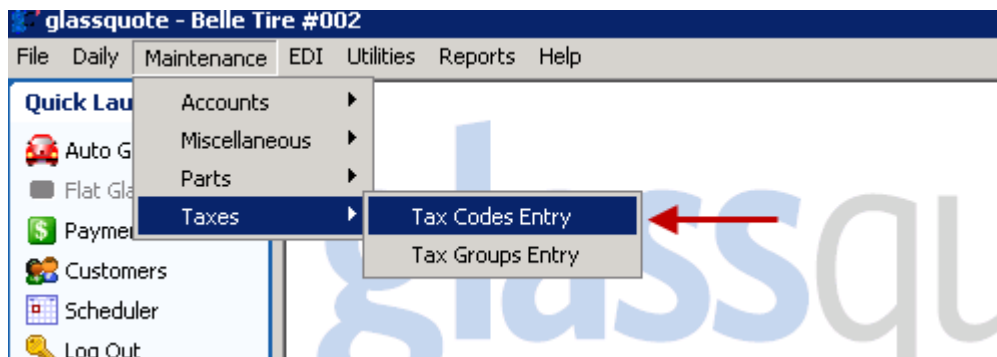 glassquote - Belle Tire #002
File Daily Maintenance EDI Utilities Reports Help
Quick Lau
Accounts
Miscellaneous
Auto G
Parts
Flat Gla
Taxes
Tax Codes Entry
Payme
Tax Groups Entry
Customers
Scheduler
Log Out
glassqu